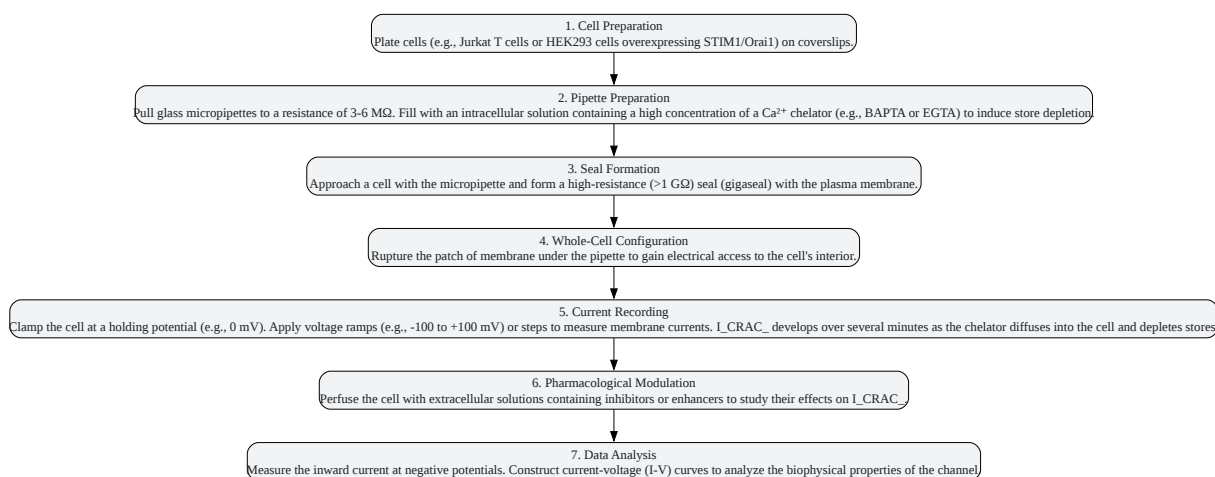 1. Cell Preparation
Plate cells (e.g., Jurkat T cells or HEK293 cells overexpressing STIM1/Orai1) on coverslips.
2. Pipette Preparation
Pull glass micropipettes to a resistance of 3-6 MΩ. Fill with an intracellular solution containing a high concentration of a Ca²⁺ chelator (e.g., BAPTA or EGTA) to induce store depletion.
3. Seal Formation
Approach a cell with the micropipette and form a high-resistance (>1 GΩ) seal (gigaseal) with the plasma membrane.
4. Whole-Cell Configuration
Rupture the patch of membrane under the pipette to gain electrical access to the cell's interior.
5. Current Recording
Clamp the cell at a holding potential (e.g., 0 mV). Apply voltage ramps (e.g., -100 to +100 mV) or steps to measure membrane currents. I_CRAC_ develops over several minutes as the chelator diffuses into the cell and depletes stores.
6. Pharmacological Modulation
Perfuse the cell with extracellular solutions containing inhibitors or enhancers to study their effects on I_CRAC_.
7. Data Analysis
Measure the inward current at negative potentials. Construct current-voltage (I-V) curves to analyze the biophysical properties of the channel.